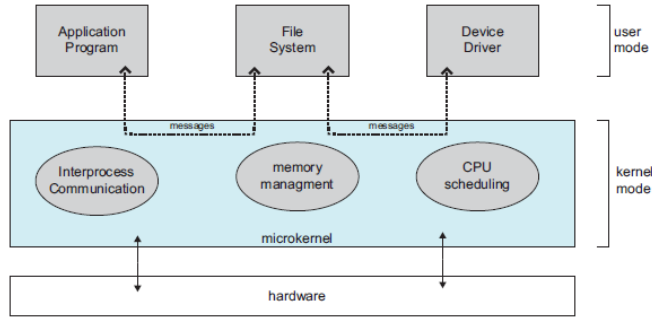 Application
Program
File
System
Device
Driver
user
mode
messages
messages
Interprocess
Communication
memory
managment
CPU
scheduling
kernel
mode
microkernel
hardware